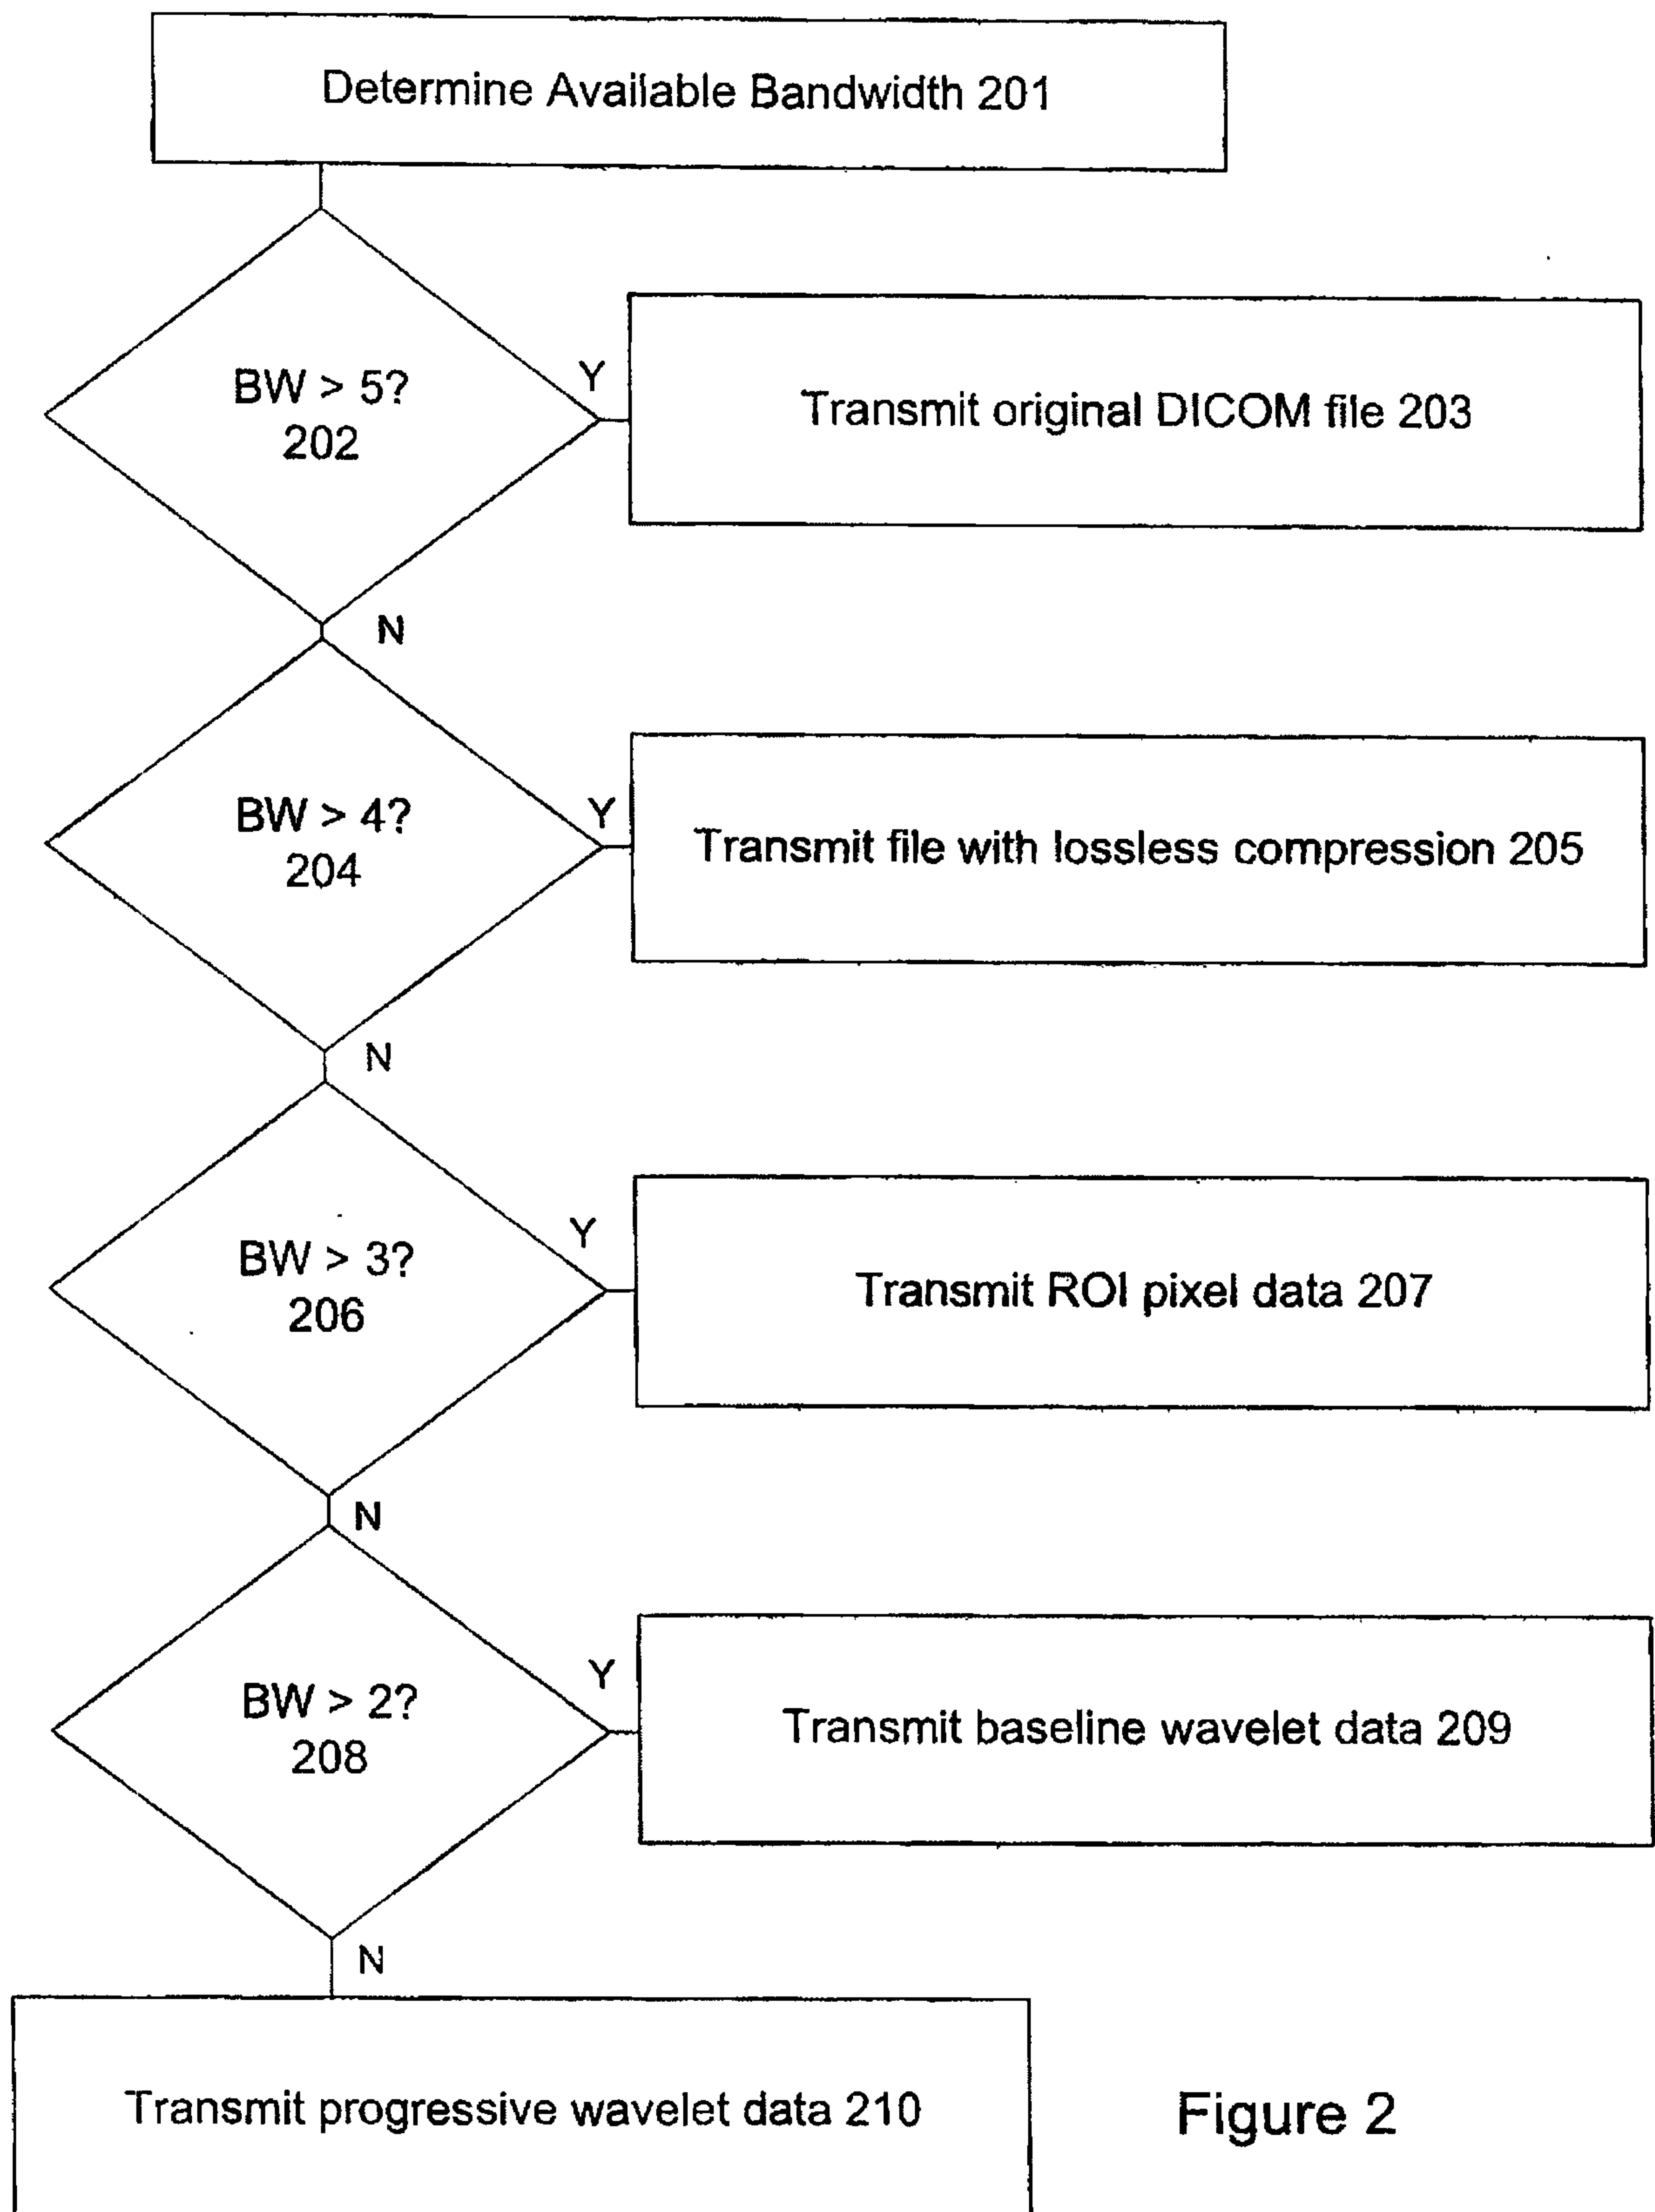 Determine Available Bandwidth 201
BW > 5?
202
Y
Transmit original DICOM file 203
N
BW > 4?
204
Y
Transmit file with lossless compression 205
N
BW > 3?
206
Y
Transmit ROI pixel data 207
N
BW > 2?
208
Y
Transmit baseline wavelet data 209
N
Transmit progressive wavelet data 210
Figure 2